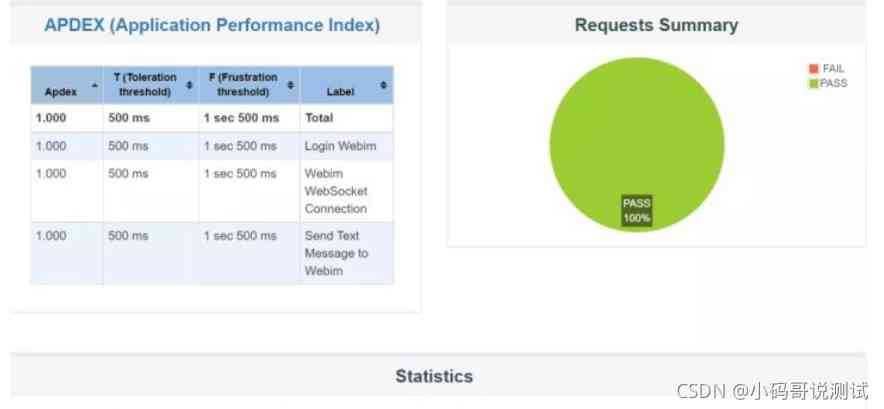 APDEX (Application Performance Index)
Apdex
T (Toleration
threshold)
F (Frustration
threshold)
Label
1.000 500 ms 1 sec 500 ms Total
1.000 500 ms 1 sec 500 ms Login Webim
1.000 500 ms 1 sec 500 ms Webim
WebSocket
Connection
1.000 500 ms 1 sec 500 ms Send Text
Message to
Webim
Requests Summary
FAIL
PASS
PASS
100%
Statistics
CSDN @小码哥说测试